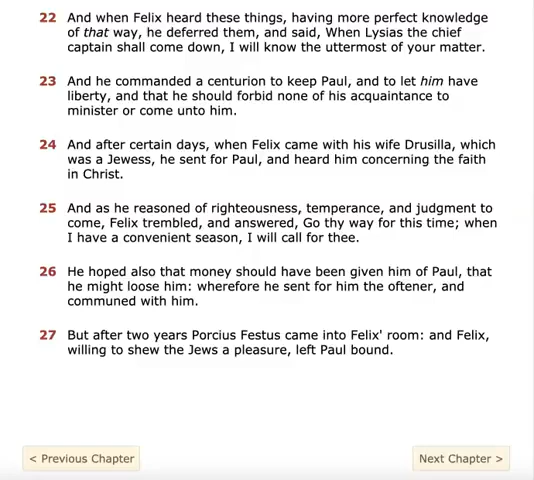 22 And when Felix heard these things, having more perfect knowledge
of that way, he deferred them, and said, When Lysias the chief
captain shall come down, I will know the uttermost of your matter.
23 And he commanded a centurion to keep Paul, and to let him have
liberty, and that he should forbid none of his acquaintance to
minister or come unto him.
24 And after certain days, when Felix came with his wife Drusilla, which
was a Jewess, he sent for Paul, and heard him concerning the faith
in Christ.
25 And as he reasoned of righteousness, temperance, and judgment to
come, Felix trembled, and answered, Go thy way for this time; when
I have a convenient season, I will call for thee.
26 He hoped also that money should have been given him of Paul, that
he might loose him: wherefore he sent for him the oftener, and
communed with him.
27 But after two years Porcius Festus came into Felix' room: and Felix,
willing to shew the Jews a pleasure, left Paul bound.
< Previous Chapter
Next Chapter >